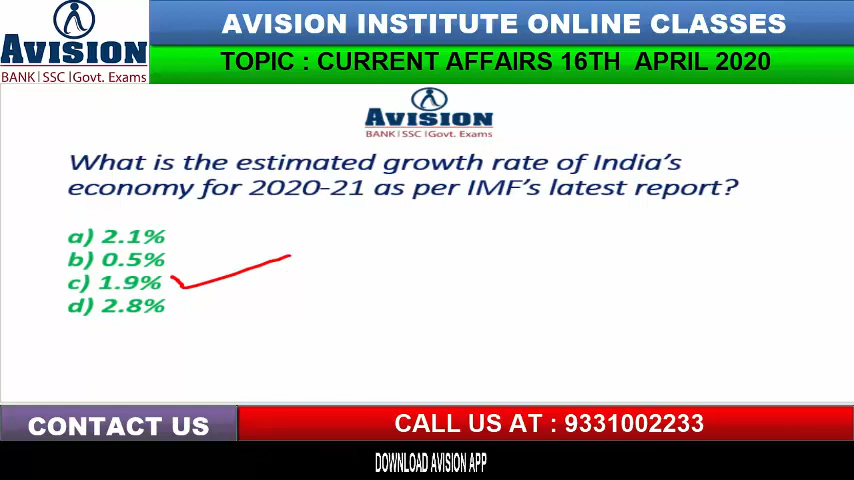 AVISION
BANK|SSC|Govt. Exams
AVISION INSTITUTE ONLINE CLASSES
TOPIC : CURRENT AFFAIRS 16TH APRIL 2020
AVISION
BANK|SSC|Govt. Exams
What is the estimated growth rate of India's
economy for 2020-21 as per IMF's latest report?
a) 2.1%
b) 0.5%
c) 1.9%
d) 2.8%
CONTACT US
CALL US AT : 9331002233
DOWNLOAD AVISION APP